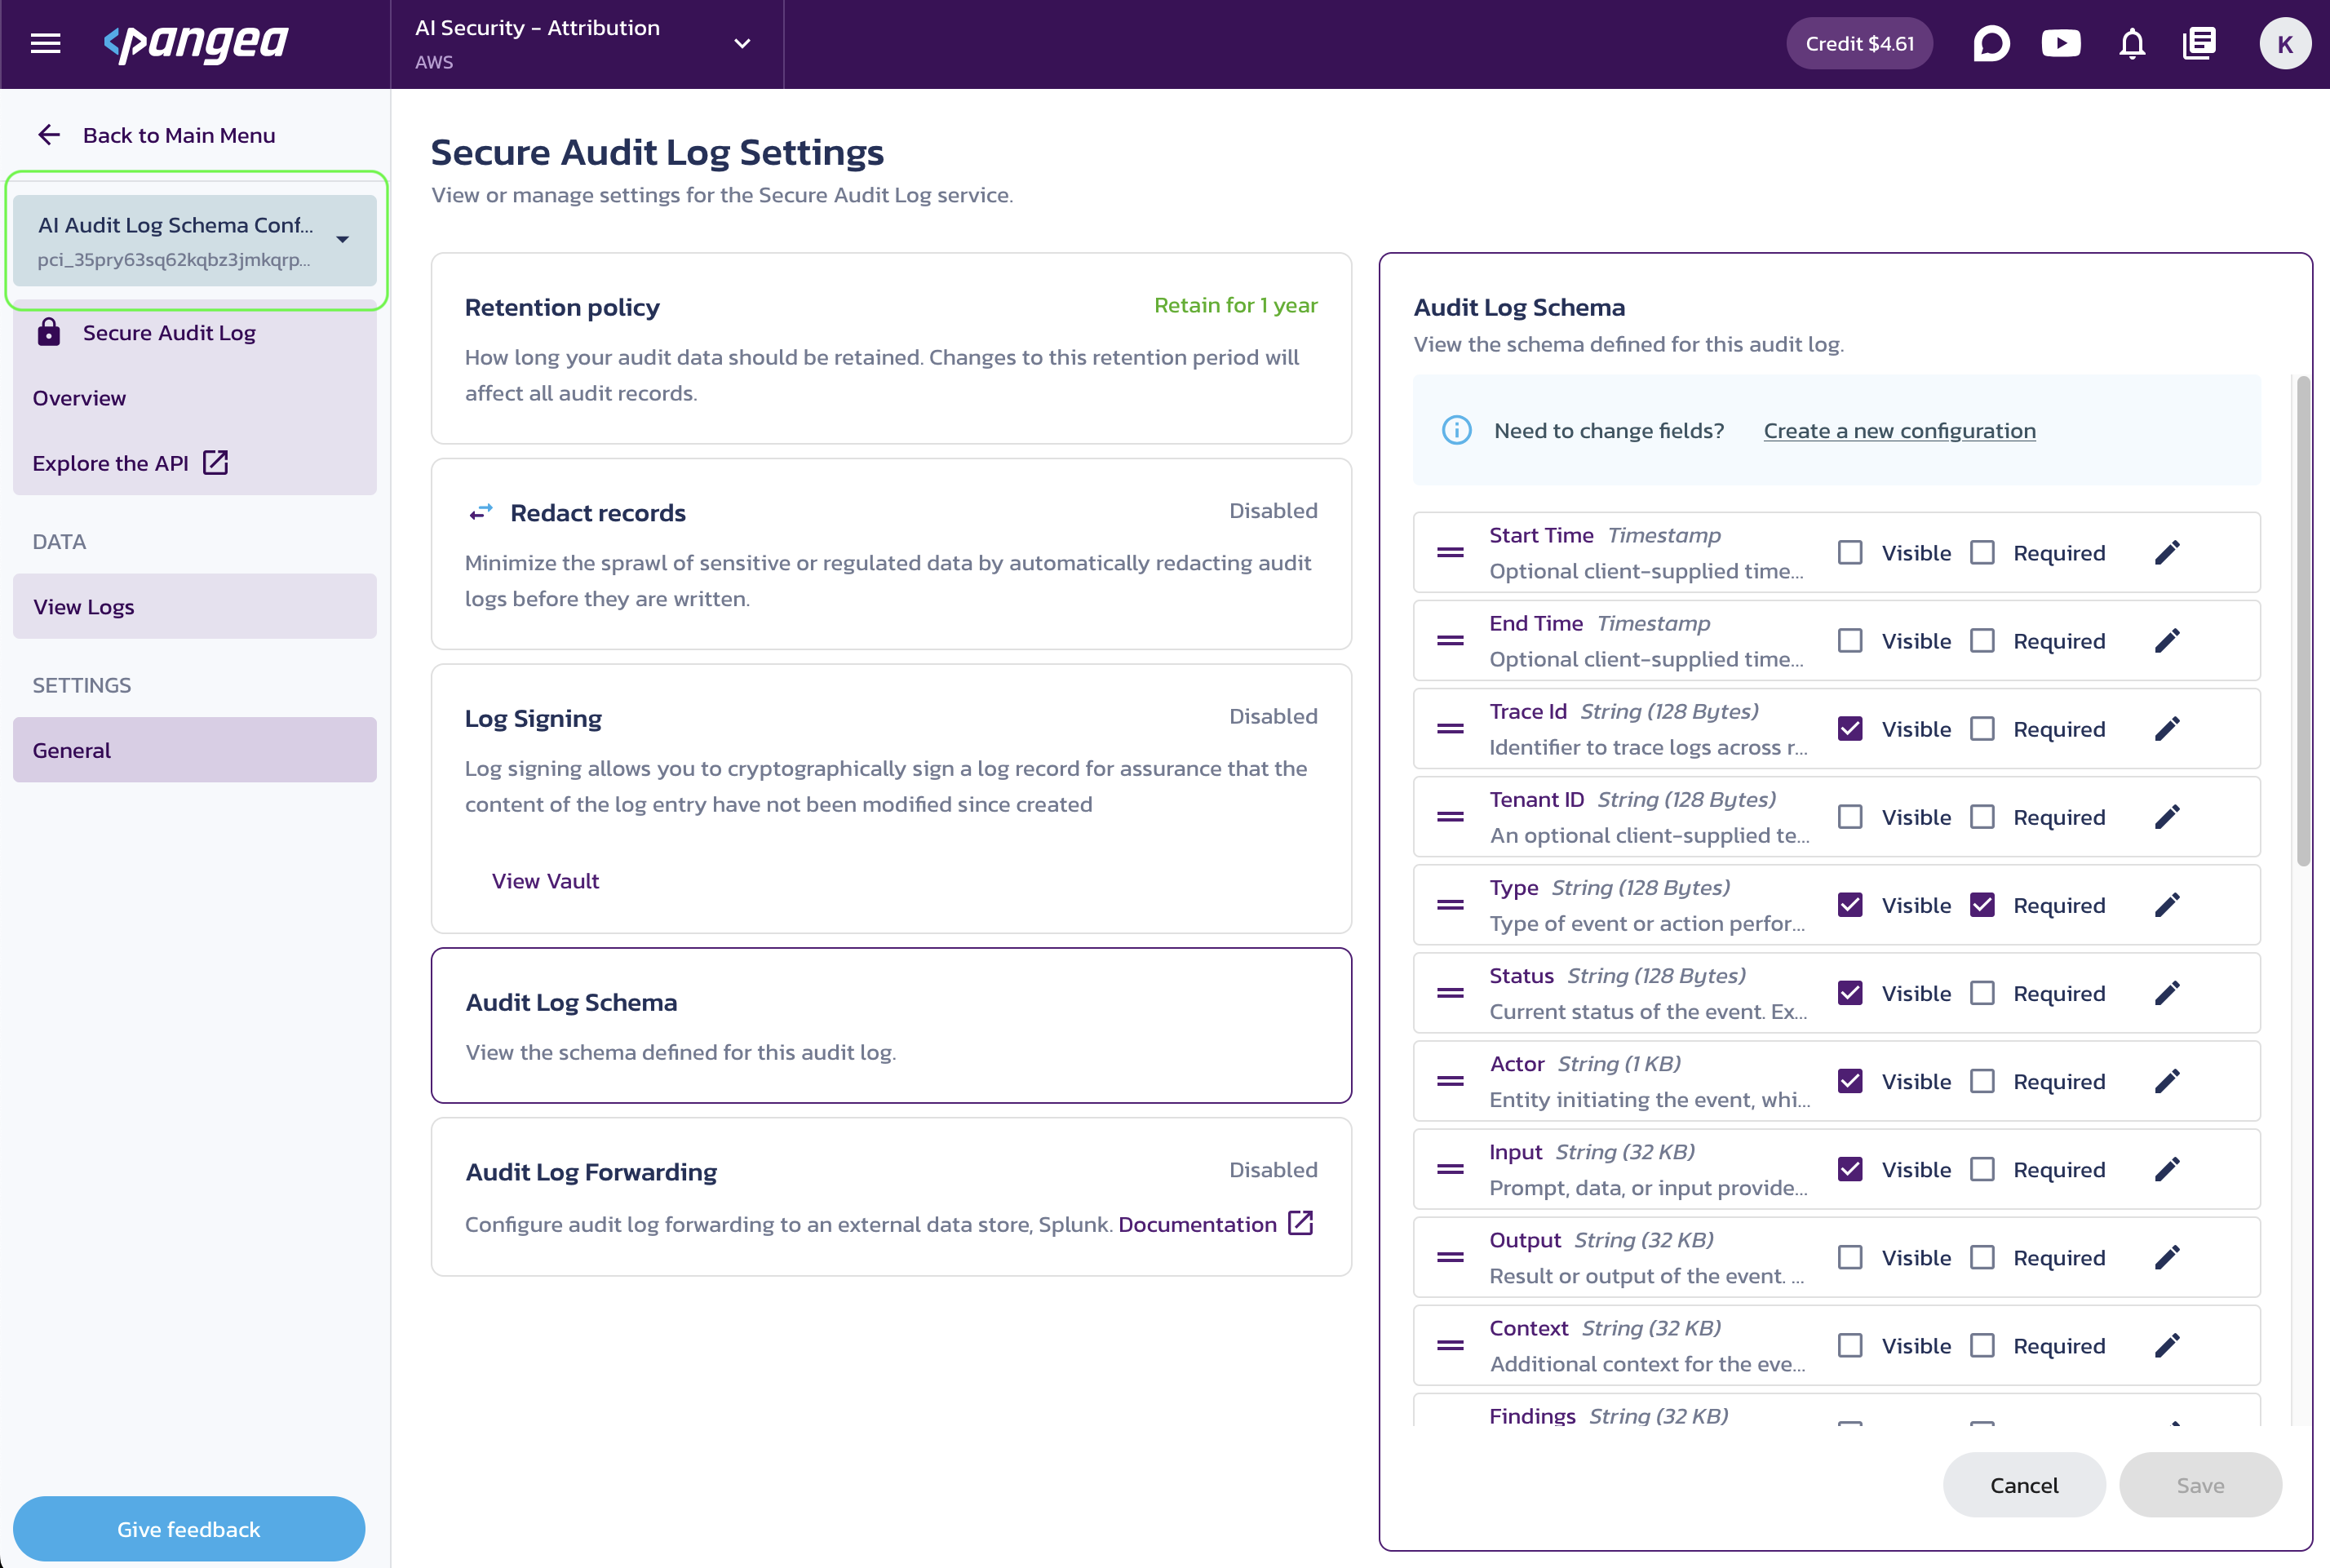 pangea
AI Security - Attribution
AWS
Credit $4.61
K
Back to Main Menu
AI Audit Log Schema Conf...
pci_35pry63sq62kqbz3jmkqrp...
Secure Audit Log
Overview
Explore the API
DATA
View Logs
SETTINGS
General
Give feedback
Secure Audit Log Settings
View or manage settings for the Secure Audit Log service.
Retention policy
Retain for 1 year
How long your audit data should be retained. Changes to this retention period will
affect all audit records.
Redact records
Disabled
Minimize the sprawl of sensitive or regulated data by automatically redacting audit
logs before they are written.
Log Signing
Disabled
Log signing allows you to cryptographically sign a log record for assurance that the
content of the log entry have not been modified since created
View Vault
Audit Log Schema
View the schema defined for this audit log.
Audit Log Forwarding
Disabled
Configure audit log forwarding to an external data store, Splunk. Documentation
Audit Log Schema
View the schema defined for this audit log.
Need to change fields? Create a new configuration
Start Time Timestamp
Optional client-supplied time...
Visible Required
End Time Timestamp
Optional client-supplied time...
Visible Required
Trace Id String (128 Bytes)
Identifier to trace logs across r...
Visible Required
Tenant ID String (128 Bytes)
An optional client-supplied te...
Visible Required
Type String (128 Bytes)
Type of event or action perfor...
Visible Required
Status String (128 Bytes)
Current status of the event. Ex...
Visible Required
Actor String (1 KB)
Entity initiating the event, whi...
Visible Required
Input String (32 KB)
Prompt, data, or input provide...
Visible Required
Output String (32 KB)
Result or output of the event. ...
Visible Required
Context String (32 KB)
Additional context for the eve...
Visible Required
Findings String (32 KB)
Cancel
Save